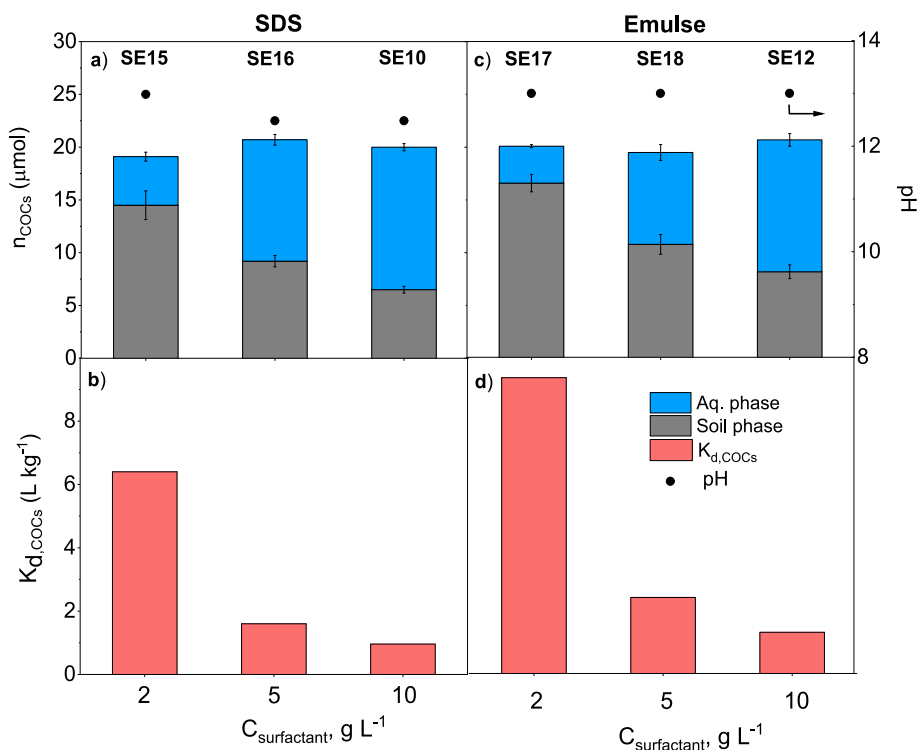 SDS Emulse
a) SE15 SE16 SE10
c) SE17 SE18 SE12
30
25
20
15
10
5
0
n_COCs (μmol)
14
12
10
8
pH
b)
d)
8
6
4
2
0
K_d,COCs (L kg⁻¹)
Aq. phase
Soil phase
K_d,COCs
pH
2 5 10 2 5 10
C_surfactant, g L⁻¹ C_surfactant, g L⁻¹